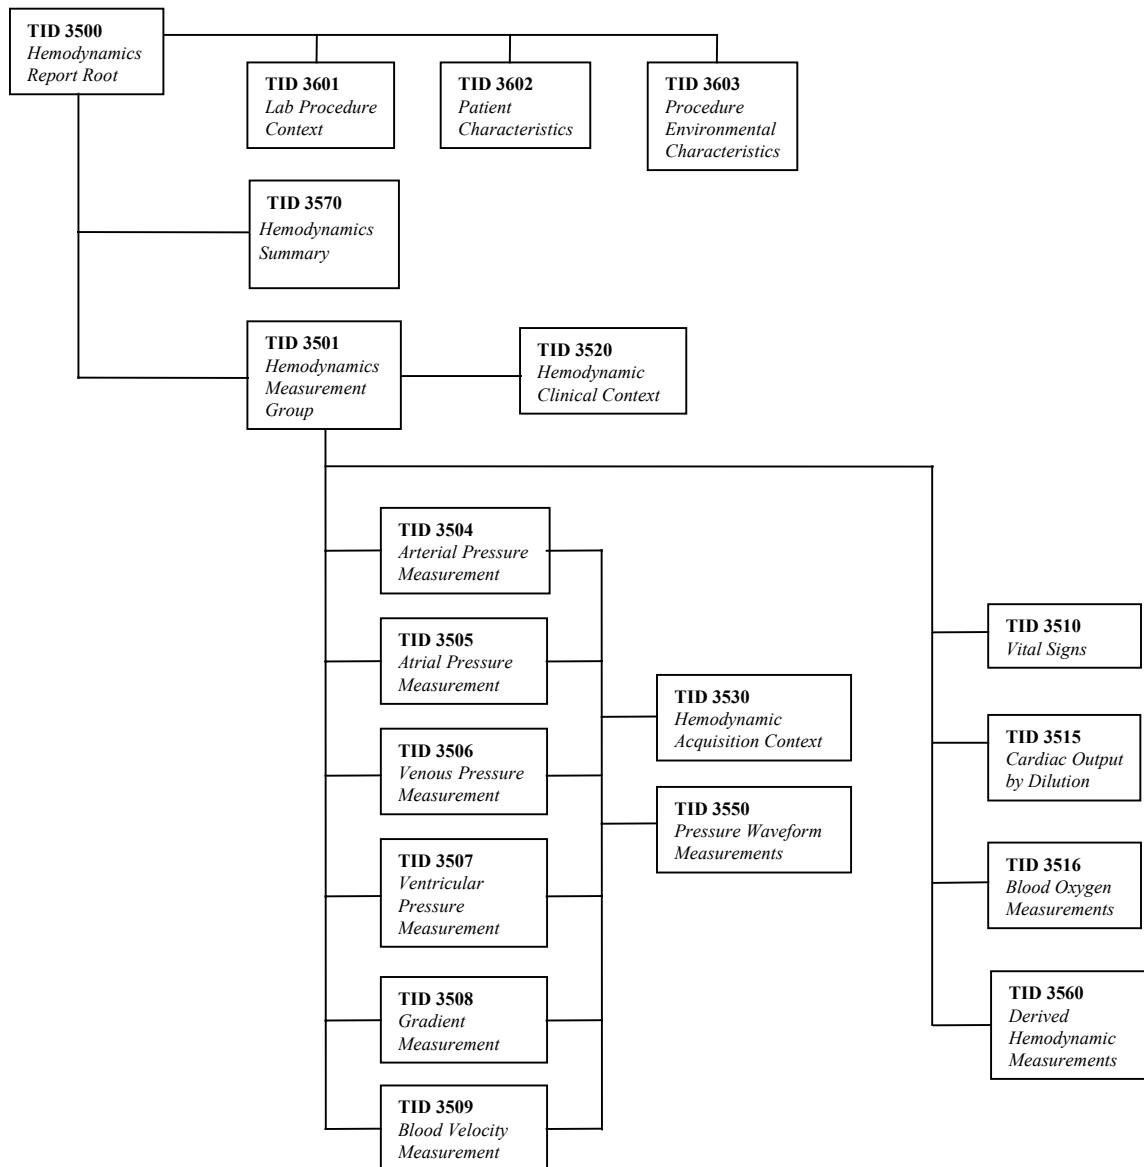 TID 3500
Hemodynamics
Report Root
TID 3601
Lab Procedure
Context
TID 3602
Patient
Characteristics
TID 3603
Procedure
Environmental
Characteristics
TID 3570
Hemodynamics
Summary
TID 3501
Hemodynamics
Measurement
Group
TID 3520
Hemodynamic
Clinical Context
TID 3504
Arterial Pressure
Measurement
TID 3505
Atrial Pressure
Measurement
TID 3506
Venous Pressure
Measurement
TID 3507
Ventricular
Pressure
Measurement
TID 3508
Gradient
Measurement
TID 3509
Blood Velocity
Measurement
TID 3530
Hemodynamic
Acquisition Context
TID 3550
Pressure Waveform
Measurements
TID 3510
Vital Signs
TID 3515
Cardiac Output
by Dilution
TID 3516
Blood Oxygen
Measurements
TID 3560
Derived
Hemodynamic
Measurements